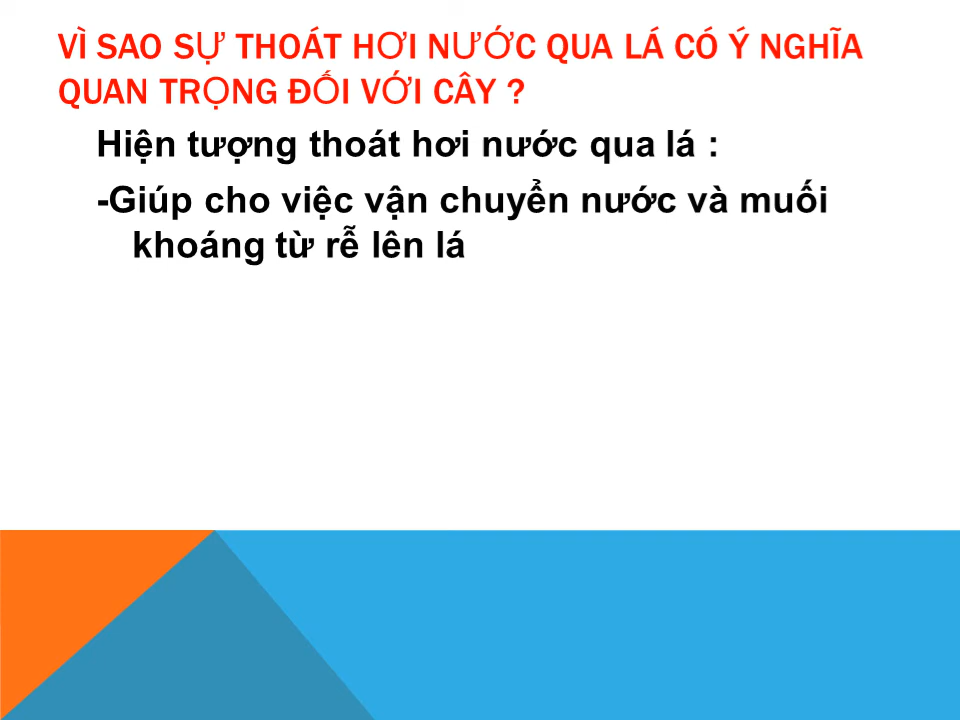 VÌ SAO SỰ THOÁT HƠI NƯỚC QUA LÁ CÓ Ý NGHĨA
QUAN TRỌNG ĐỐI VỚI CÂY ?
Hiện tượng thoát hơi nước qua lá :
-Giúp cho việc vận chuyển nước và muối
khoáng từ rễ lên lá